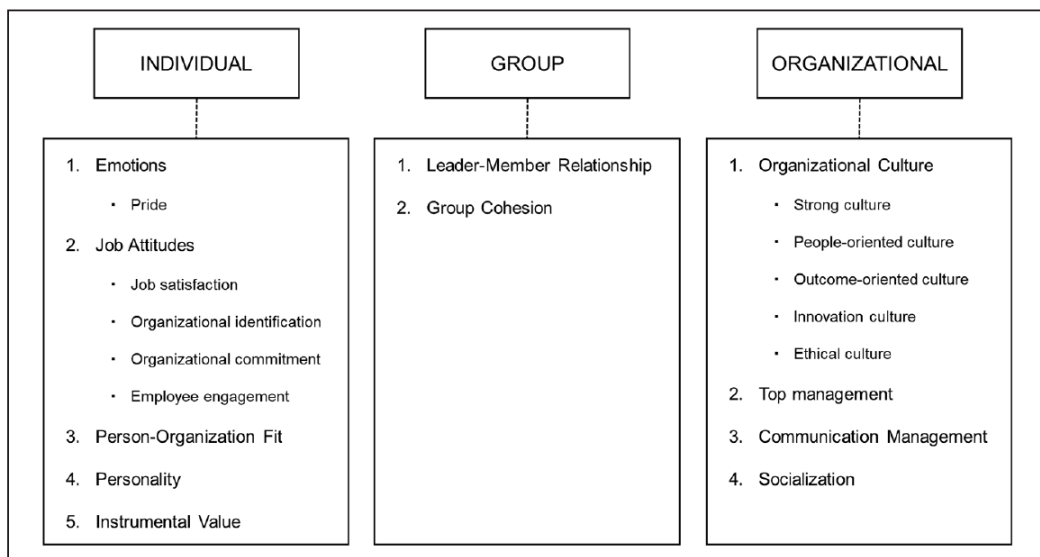 INDIVIDUAL
1. Emotions
▪ Pride
2. Job Attitudes
▪ Job satisfaction
▪ Organizational identification
▪ Organizational commitment
▪ Employee engagement
3. Person-Organization Fit
4. Personality
5. Instrumental Value
GROUP
1. Leader-Member Relationship
2. Group Cohesion
ORGANIZATIONAL
1. Organizational Culture
▪ Strong culture
▪ People-oriented culture
▪ Outcome-oriented culture
▪ Innovation culture
▪ Ethical culture
2. Top management
3. Communication Management
4. Socialization